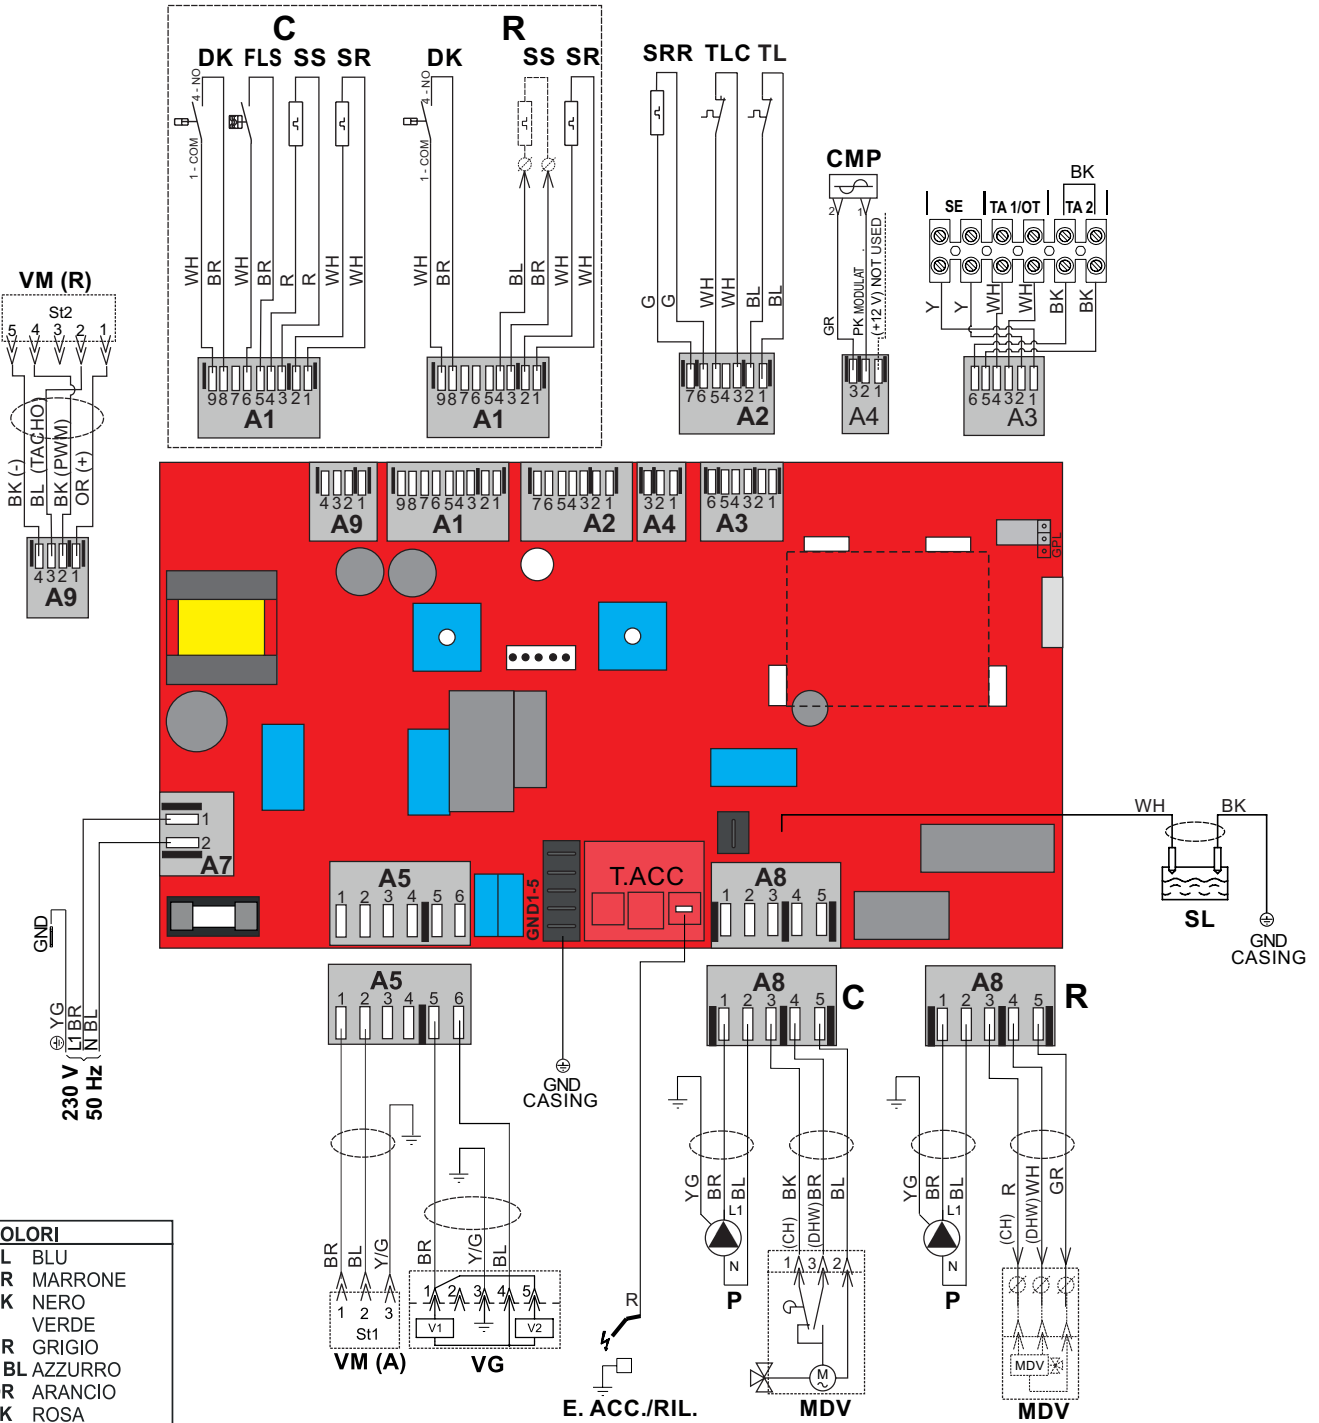 C
R
DK FLS SS SR
DK SS SR
SRR TLC TL
4 - NO
1 - COM
4 - NO
1 - COM
WH BR WH BR R R WH WH
WH BR BL BR WH WH
G G WH WH BL BL
CMP
2 1
GR
PK MODULAT .
(+12 V) NOT USED
BK
SE TA 1/OT TA 2
Y Y WH WH BK BK
VM (R)
St2
5 4 3 2 1
BK (-)
BL (TACHO)
BK (PWM)
OR (+)
4 3 2 1
A9
9 8 7 6 5 4 3 2 1
A1
9 8 7 6 5 4 3 2 1
A1
7 6 5 4 3 2 1
A2
3 2 1
A4
6 5 4 3 2 1
A3
4 3 2 1
A9
9 8 7 6 5 4 3 2 1
A1
7 6 5 4 3 2 1
A2
3 2 1
A4
6 5 4 3 2 1
A3
GPL
1
2
A7
1 2 3 4 5 6
A5
GND1-5
T.ACC
A8
1 2 3 4 5
WH BK
SL
GND
CASING
GND
YG
L1 BR
N BL
230 V
50 Hz
A5
1 2 3 4 5 6
GND
CASING
A8
1 2 3 4 5
C
A8
1 2 3 4 5
R
BR BL Y/G
1 2 3
St1
VM (A)
BR Y/G BL
1 2 3 4 5
V1 V2
VG
R
E. ACC./RIL.
YG BR BL
L1
N
P
(CH) BK
(DHW) BR
BL
1 3 2
M
MDV
YG BR BL
L1
N
P
(CH) R
(DHW) WH
GR
MDV
MDV
OLORI
L BLU
R MARRONE
K NERO
VERDE
R GRIGIO
BL AZZURRO
R ARANCIO
K ROSA